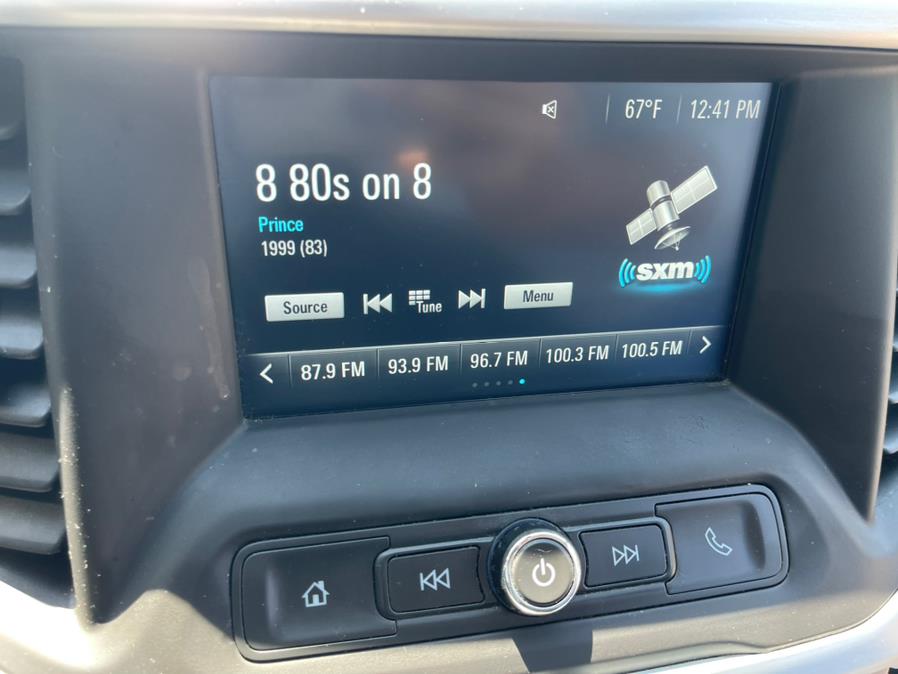 67°F 12:41 PM
8 80s on 8
Prince
1999 (83)
sxm
Source Tune Menu
87.9 FM 93.9 FM 96.7 FM 100.3 FM 100.5 FM